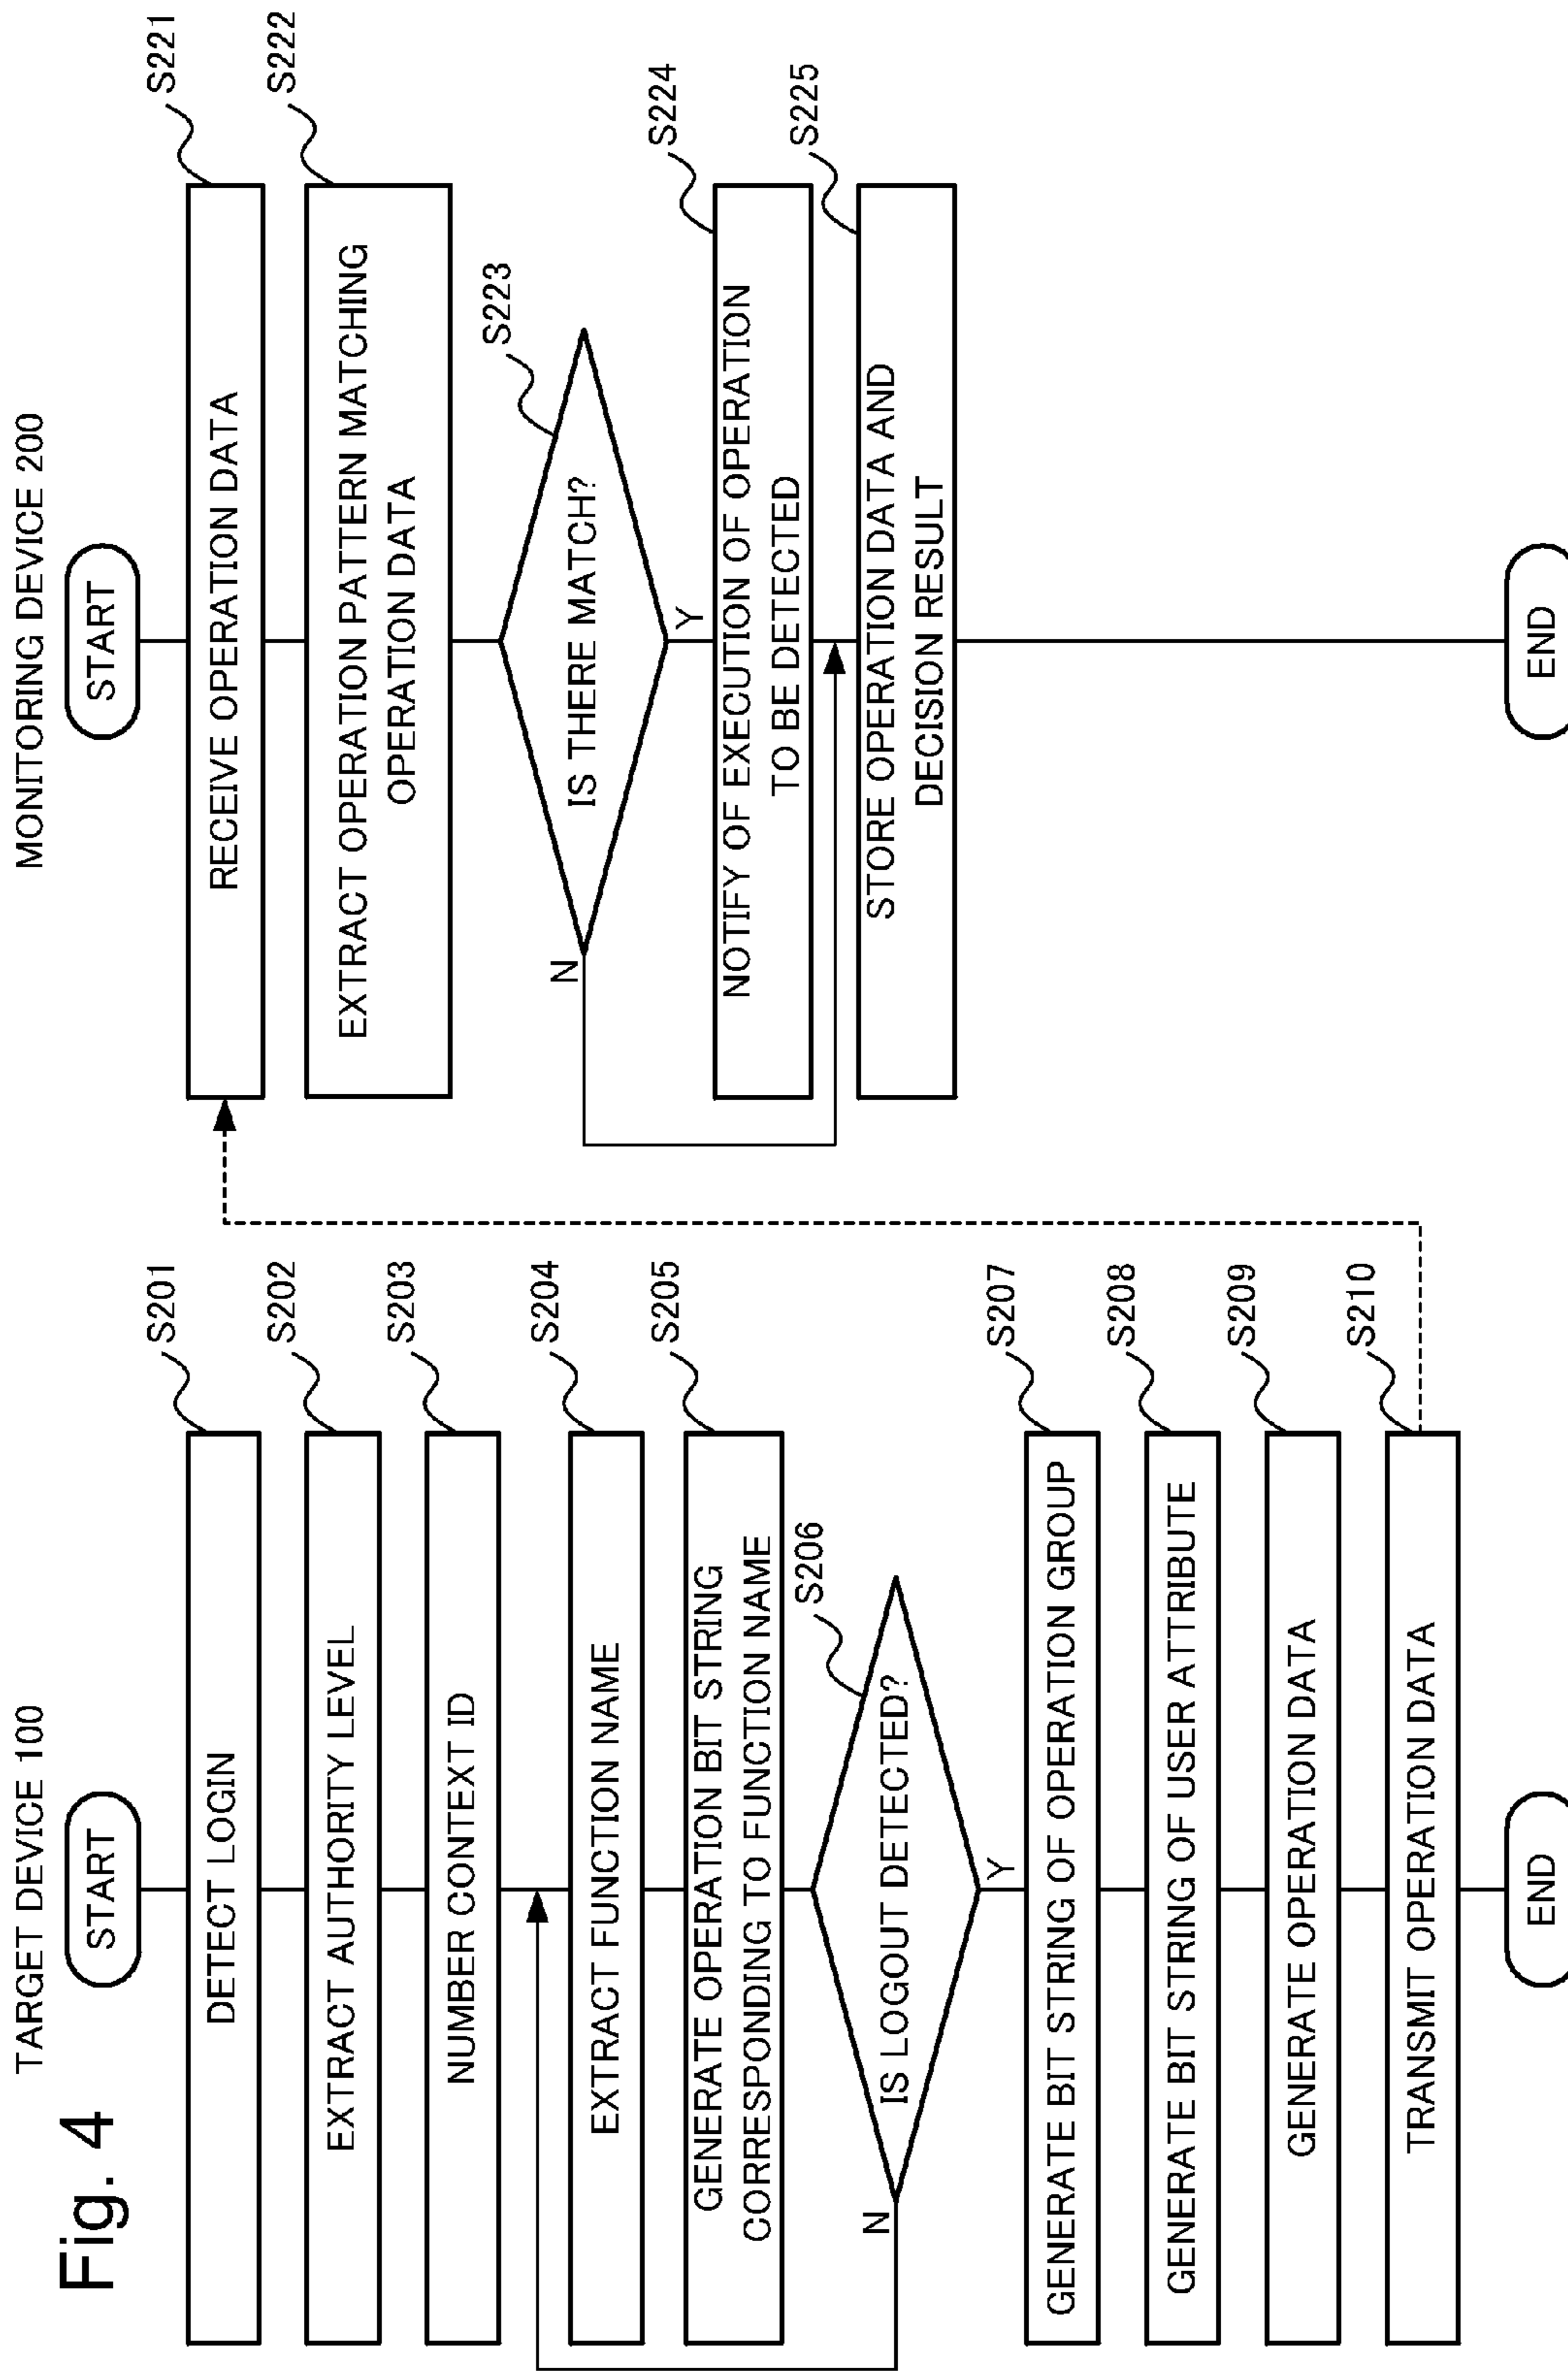 Fig. 4
TARGET DEVICE 100
START
DETECT LOGIN
S201
EXTRACT AUTHORITY LEVEL
S202
NUMBER CONTEXT ID
S203
EXTRACT FUNCTION NAME
S204
GENERATE OPERATION BIT STRING
CORRESPONDING TO FUNCTION NAME
S205
IS LOGOUT DETECTED?
S206
N
Y
GENERATE BIT STRING OF OPERATION GROUP
S207
GENERATE BIT STRING OF USER ATTRIBUTE
S208
GENERATE OPERATION DATA
S209
TRANSMIT OPERATION DATA
S210
END
MONITORING DEVICE 200
START
RECEIVE OPERATION DATA
S221
EXTRACT OPERATION PATTERN MATCHING
OPERATION DATA
S222
IS THERE MATCH?
S223
N
Y
NOTIFY OF EXECUTION OF OPERATION
TO BE DETECTED
S224
STORE OPERATION DATA AND
DECISION RESULT
S225
END